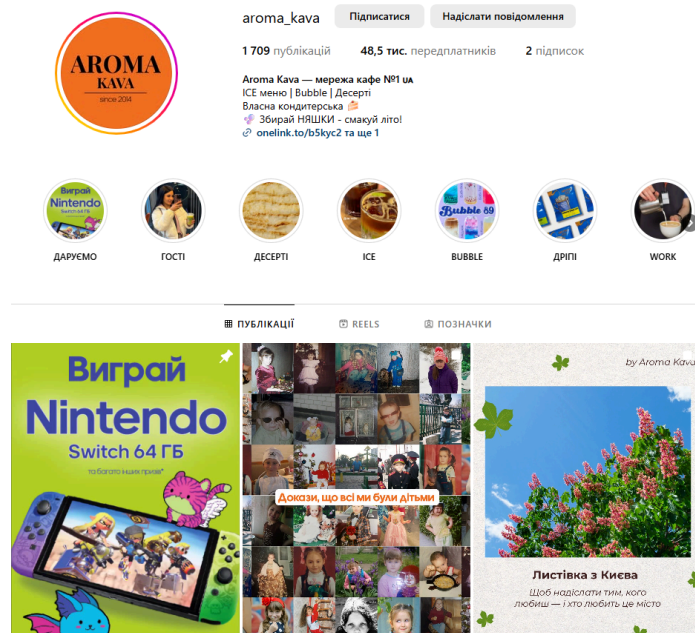 aroma_kava
Підписатися
Надіслати повідомлення
1 709 публікацій
48,5 тис. передплатників
2 підписок
Aroma Kava — мережа кафе №1 UA
ICE меню | Bubble | Десерті
Власна кондитерська 🍰
Збирай НЯШКИ - смакуй літо!
onelink.to/b5kyc2 та ще 1
AROMA
KAVA
since 2014
Виграй
Nintendo
Switch 64 ГБ
Bubble 69
ДАРУЄМО
ГОСТІ
ДЕСЕРТІ
ICE
BUBBLE
ДРІПІ
WORK
ПУБЛІКАЦІЇ
REELS
ПОЗНАЧКИ
Виграй
Nintendo
Switch 64 ГБ
та багато інших призів*
Докази, що всі ми були дітьми
by Aroma Kava
Листівка з Києва
Щоб надіслати тим, кого
любиш — і хто любить це місто